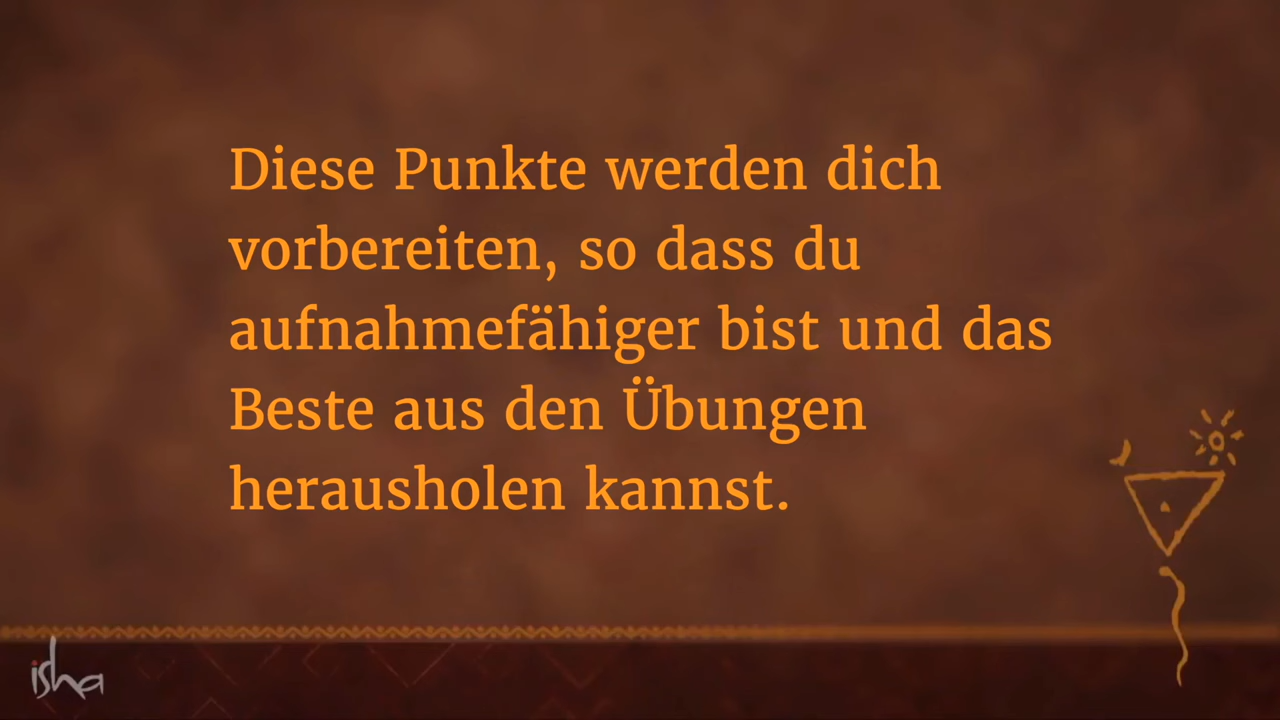 Diese Punkte werden dich
vorbereiten, so dass du
aufnahmefähiger bist und das
Beste aus den Übungen
herausholen kannst.
isha